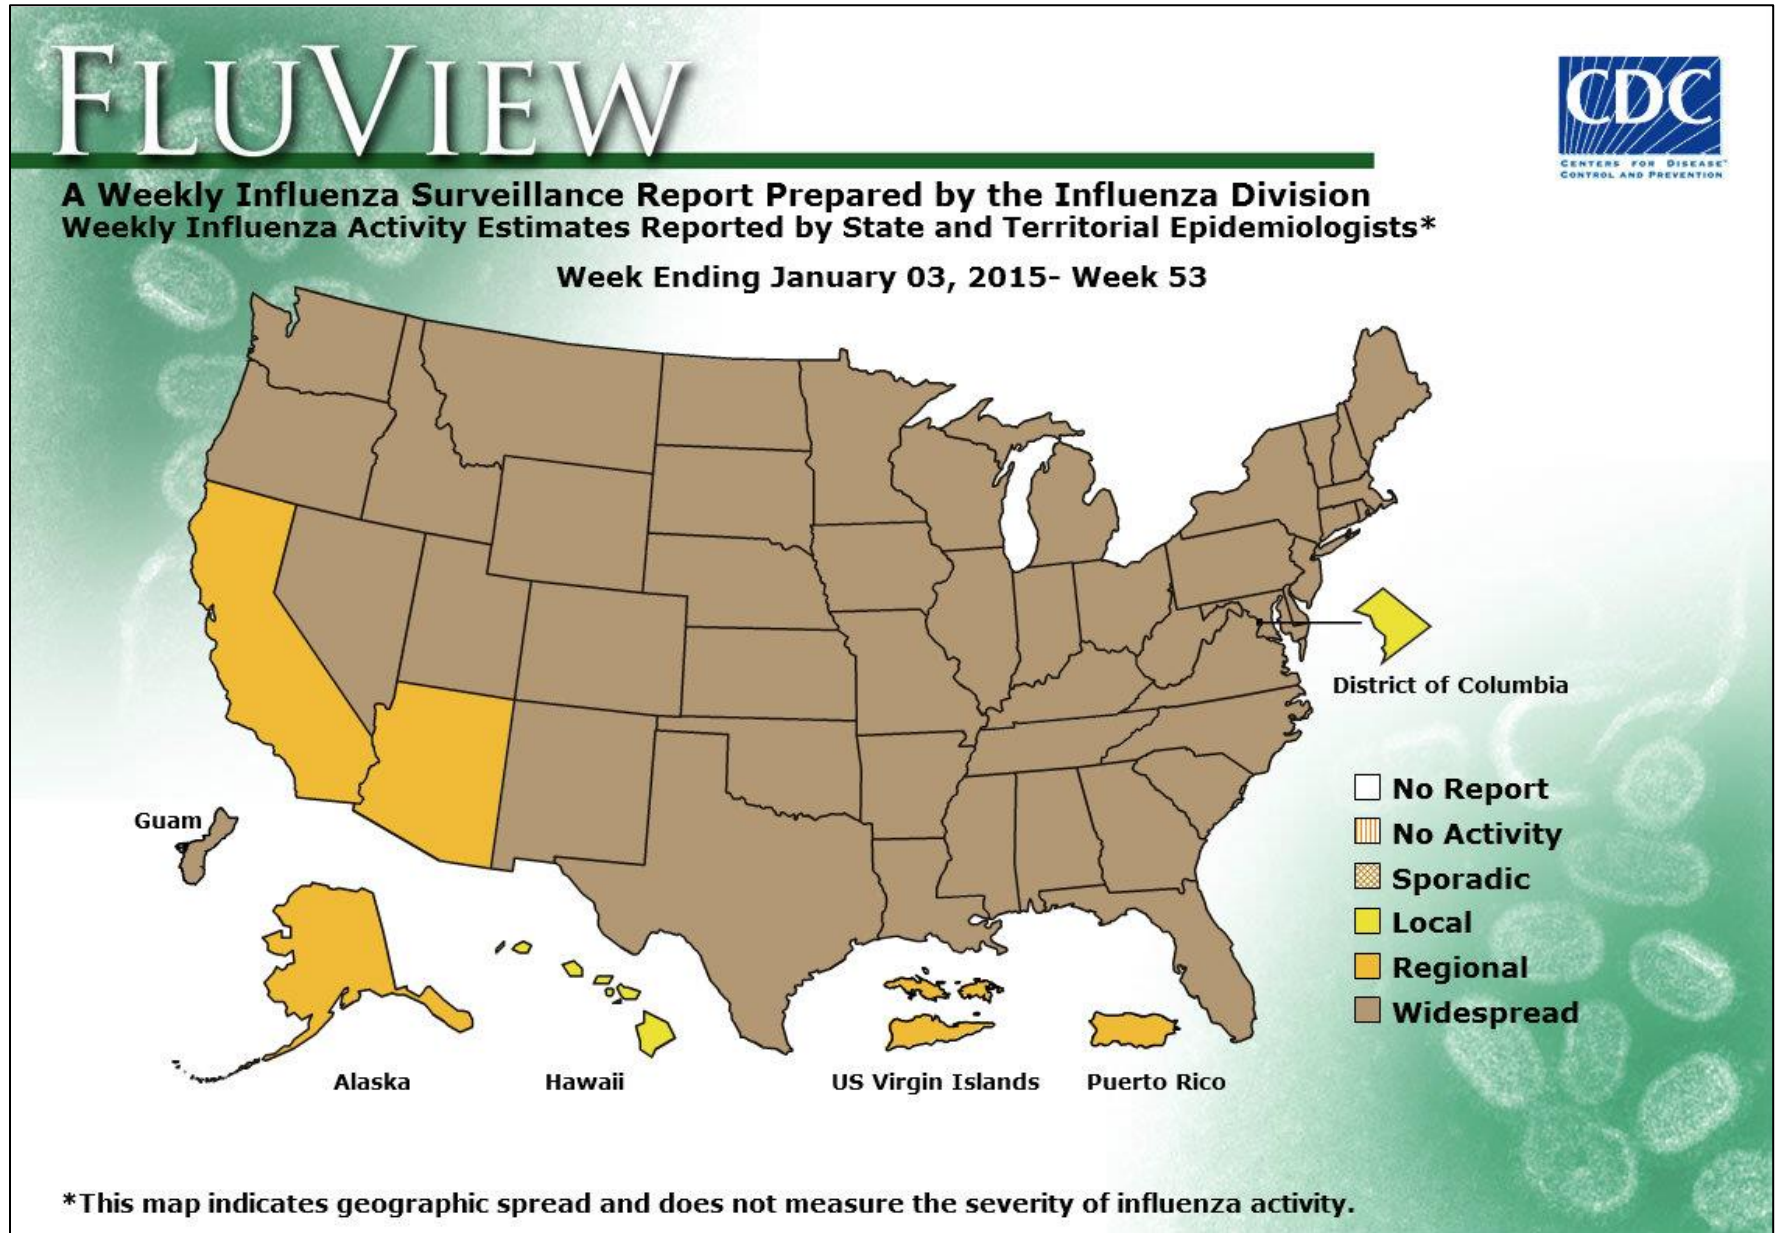 FLUVIEW
CDC
CENTERS FOR DISEASE™
CONTROL AND PREVENTION
A Weekly Influenza Surveillance Report Prepared by the Influenza Division
Weekly Influenza Activity Estimates Reported by State and Territorial Epidemiologists*
Week Ending January 03, 2015- Week 53
District of Columbia
No Report
No Activity
Sporadic
Local
Regional
Widespread
Guam
Alaska
Hawaii
US Virgin Islands
Puerto Rico
*This map indicates geographic spread and does not measure the severity of influenza activity.